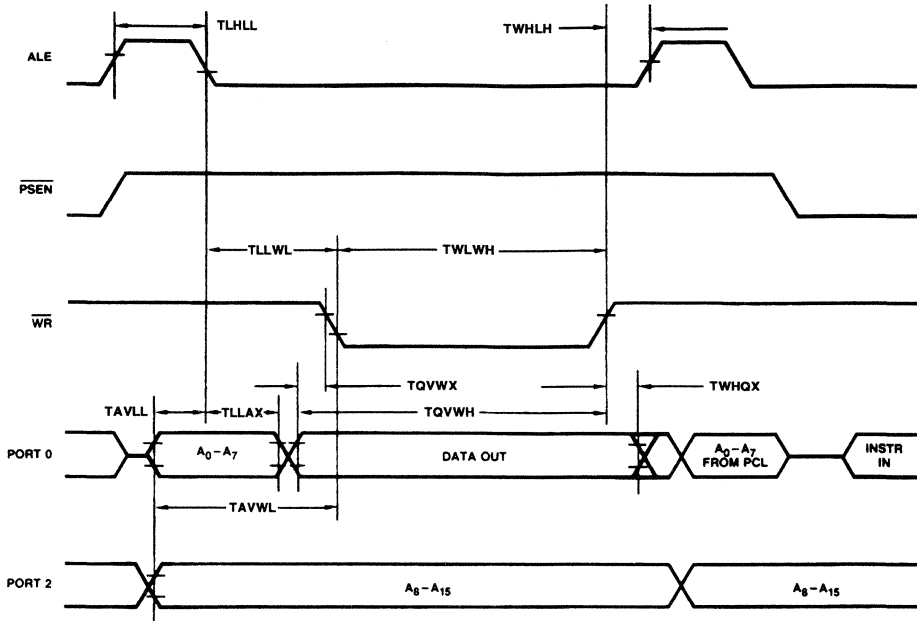 TLHLL
TWHLH
ALE
PSEN
TLLWL
TWLWH
WR
TQVWX
TWHQX
TAVLL
TLLAX
TQVWH
PORT 0
A0–A7
DATA OUT
A0–A7
FROM PCL
INSTR
IN
TAVWL
PORT 2
A8–A15
A8–A15